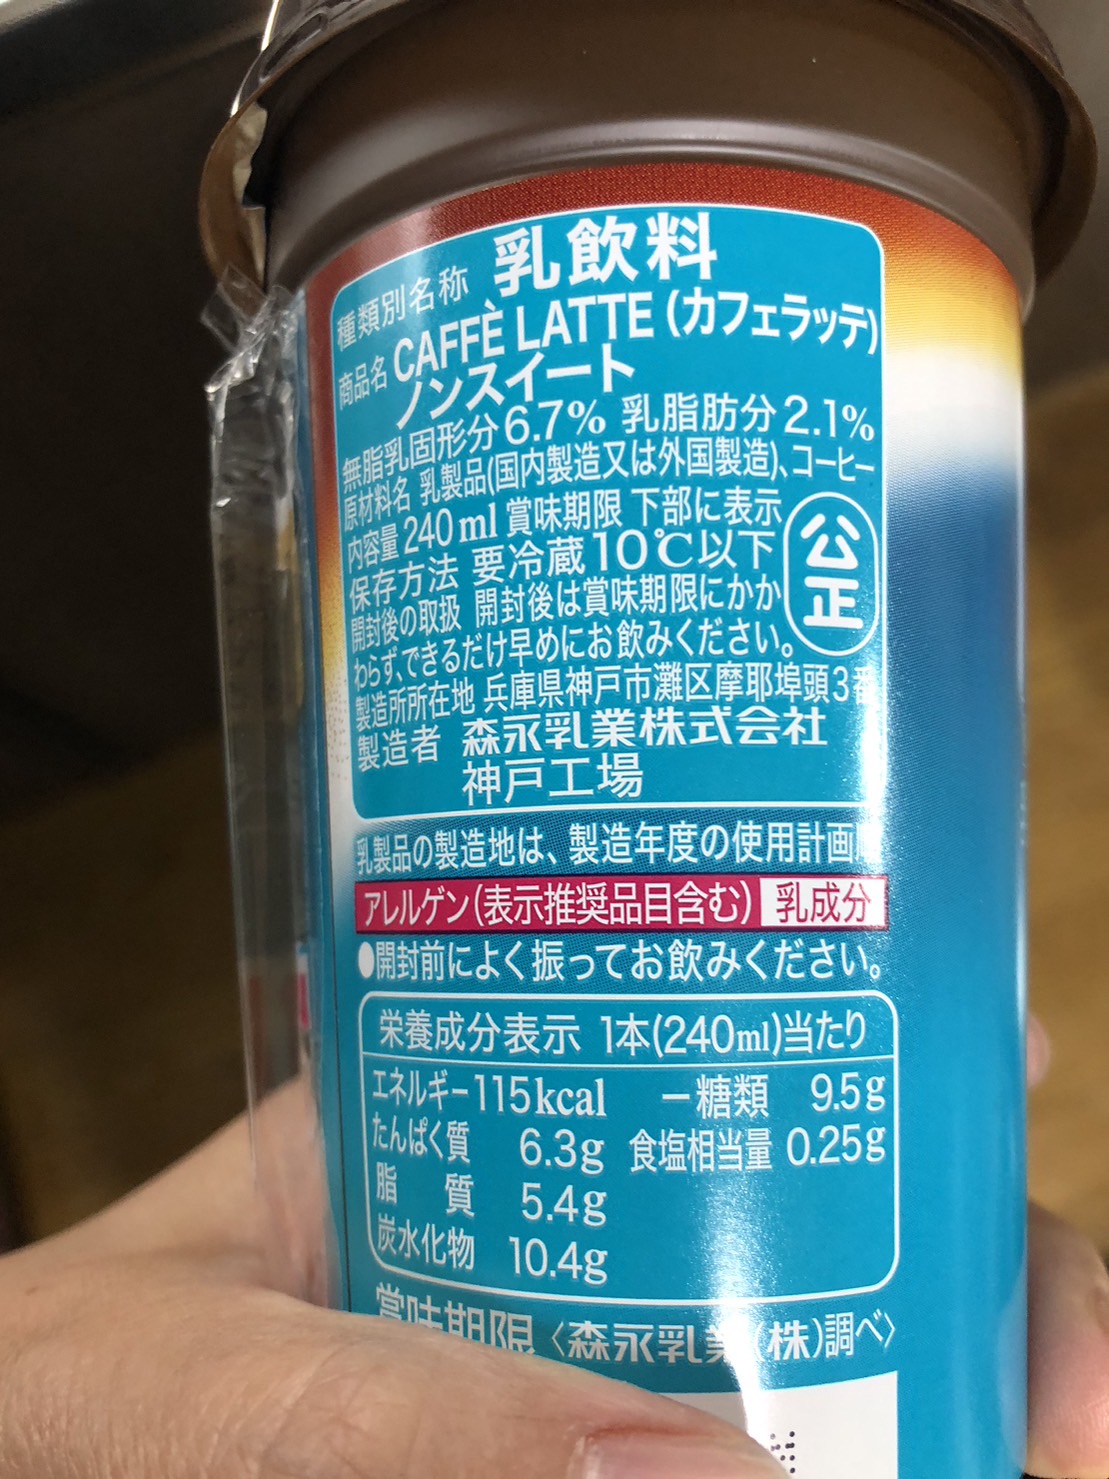 種類別名称 乳飲料
商品名 CAFFÈ LATTE (カフェラッテ)
ノンスイート
無脂乳固形分6.7% 乳脂肪分2.1%
原材料名 乳製品(国内製造又は外国製造)、コーヒー
内容量 240ml 賞味期限 下部に表示
保存方法 要冷蔵10℃以下
開封後の取扱 開封後は賞味期限にかか
わらず、できるだけ早めにお飲みください。
公正
製造所所在地 兵庫県神戸市灘区摩耶埠頭3番
製造者 森永乳業株式会社
神戸工場
乳製品の製造地は、製造年度の使用計画
アレルゲン(表示推奨品目含む) 乳成分
●開封前によく振ってお飲みください。
栄養成分表示 1本(240ml)当たり
エネルギー115kcal ー糖類 9.5g
たんぱく質 6.3g 食塩相当量 0.25g
脂質 5.4g
炭水化物 10.4g
賞味期限〈森永乳業(株)調べ〉